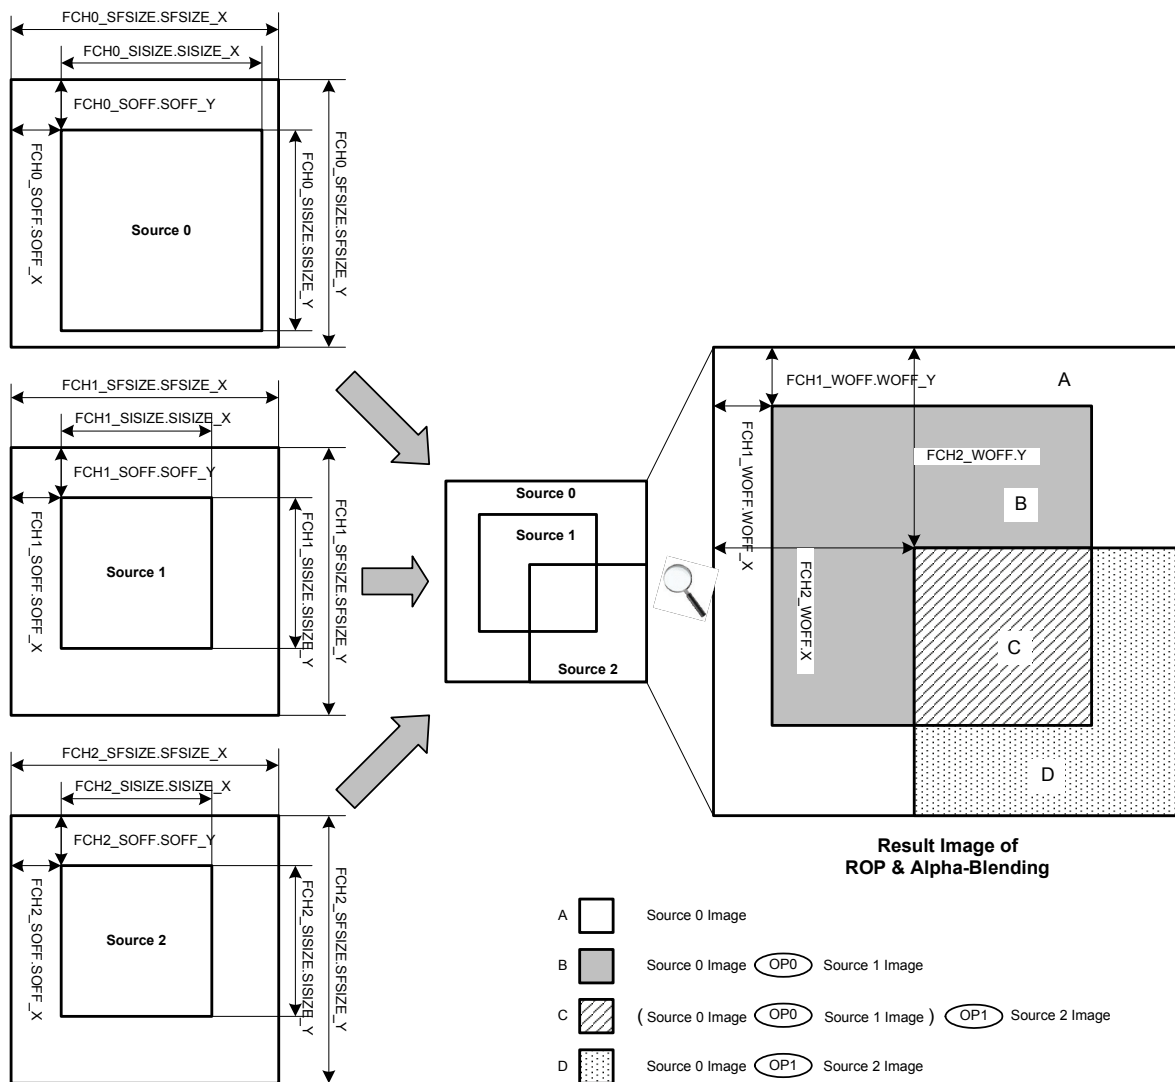 FCH0_SFSIZE.SFSIZE_X
FCH0_SISIZE.SISIZE_X
FCH0_SOFF.SOFF_Y
FCH0_SOFF.SOFF_X
Source 0
FCH0_SISIZE.SISIZE_Y
FCH0_SFSIZE.SFSIZE_Y
FCH1_SFSIZE.SFSIZE_X
FCH1_SISIZE.SISIZE_X
FCH1_SOFF.SOFF_Y
FCH1_SOFF.SOFF_X
Source 1
FCH1_SISIZE.SISIZE_Y
FCH1_SFSIZE.SFSIZE_Y
FCH2_SFSIZE.SFSIZE_X
FCH2_SISIZE.SISIZE_X
FCH2_SOFF.SOFF_Y
FCH2_SOFF.SOFF_X
Source 2
FCH2_SISIZE.SISIZE_Y
FCH2_SFSIZE.SFSIZE_Y
Source 0
Source 1
Source 2
FCH1_WOFF.WOFF_Y
A
FCH1_WOFF.WOFF_X
FCH2_WOFF.Y
B
FCH2_WOFF.X
C
D
Result Image of
ROP & Alpha-Blending
A Source 0 Image
B Source 0 Image OP0 Source 1 Image
C ( Source 0 Image OP0 Source 1 Image ) OP1 Source 2 Image
D Source 0 Image OP1 Source 2 Image